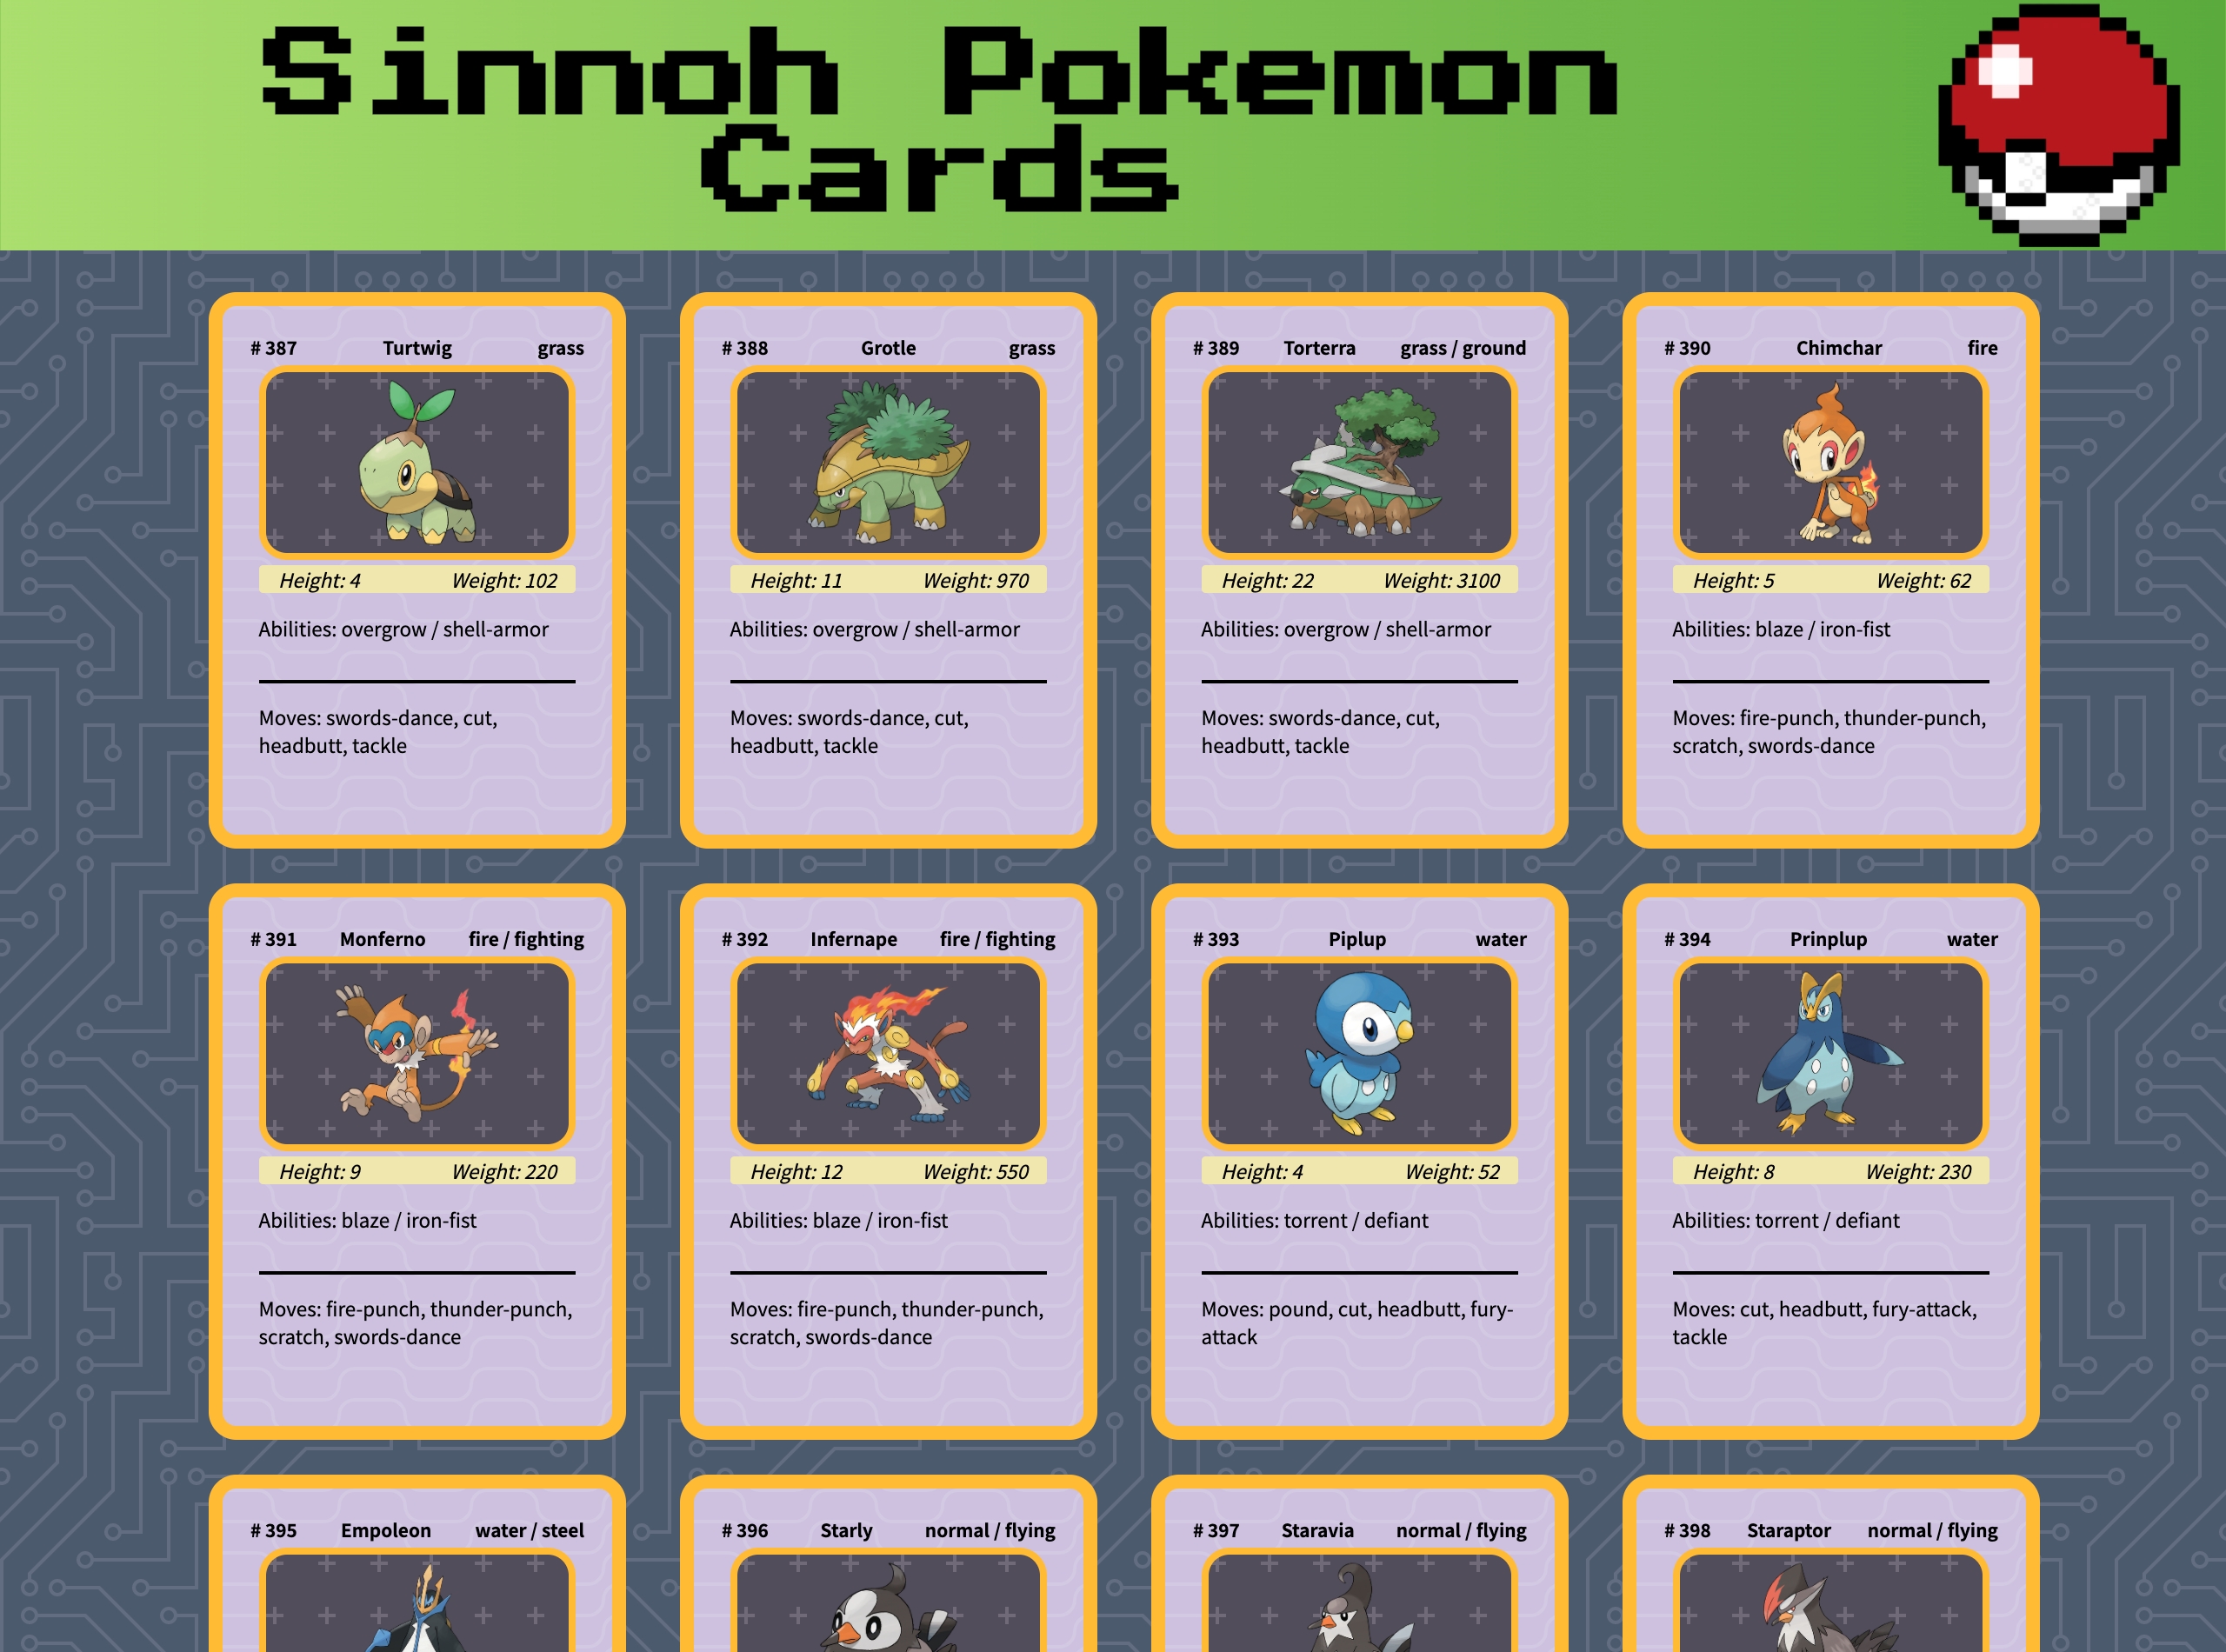 Sinnoh Pokemon
Cards
# 387 Turtwig grass
Height: 4 Weight: 102
Abilities: overgrow / shell-armor
Moves: swords-dance, cut,
headbutt, tackle
# 388 Grotle grass
Height: 11 Weight: 970
Abilities: overgrow / shell-armor
Moves: swords-dance, cut,
headbutt, tackle
# 389 Torterra grass / ground
Height: 22 Weight: 3100
Abilities: overgrow / shell-armor
Moves: swords-dance, cut,
headbutt, tackle
# 390 Chimchar fire
Height: 5 Weight: 62
Abilities: blaze / iron-fist
Moves: fire-punch, thunder-punch,
scratch, swords-dance
# 391 Monferno fire / fighting
Height: 9 Weight: 220
Abilities: blaze / iron-fist
Moves: fire-punch, thunder-punch,
scratch, swords-dance
# 392 Infernape fire / fighting
Height: 12 Weight: 550
Abilities: blaze / iron-fist
Moves: fire-punch, thunder-punch,
scratch, swords-dance
# 393 Piplup water
Height: 4 Weight: 52
Abilities: torrent / defiant
Moves: pound, cut, headbutt, fury-
attack
# 394 Prinplup water
Height: 8 Weight: 230
Abilities: torrent / defiant
Moves: cut, headbutt, fury-attack,
tackle
# 395 Empoleon water / steel
# 396 Starly normal / flying
# 397 Staravia normal / flying
# 398 Staraptor normal / flying